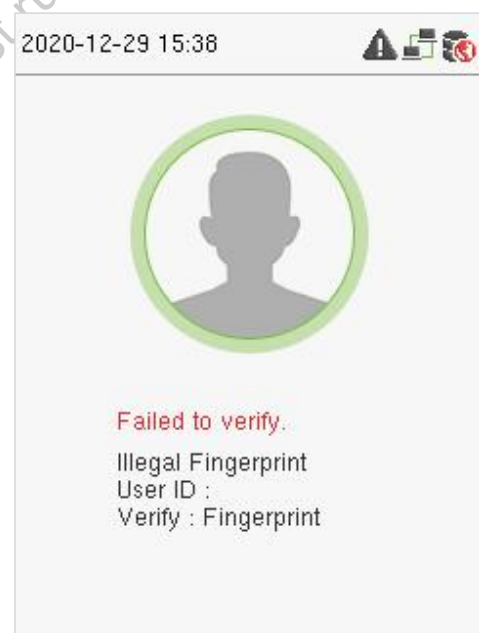 2020-12-29 15:38
Failed to verify.
Illegal Fingerprint
User ID :
Verify : Fingerprint